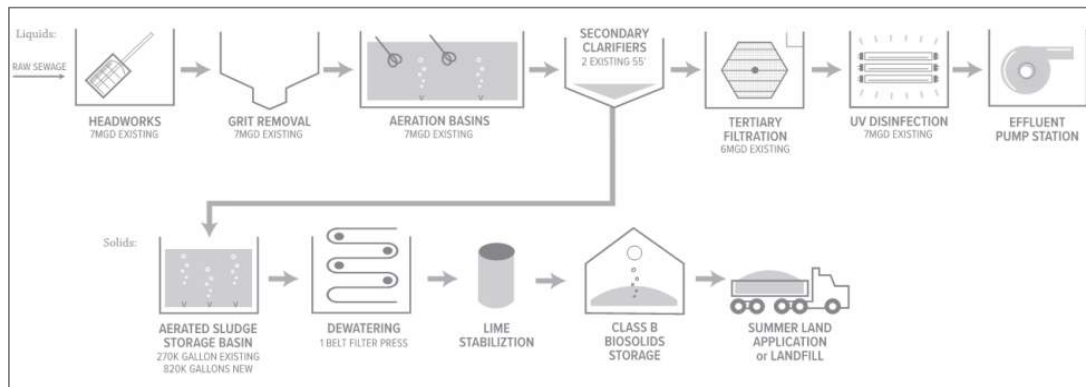 Liquids:
RAW SEWAGE
HEADWORKS
7MGD EXISTING
GRIT REMOVAL
7MGD EXISTING
AERATION BASINS
7MGD EXISTING
SECONDARY
CLARIFIERS
2 EXISTING 55'
TERTIARY
FILTRATION
6MGD EXISTING
UV DISINFECTION
7MGD EXISTING
EFFLUENT
PUMP STATION
Solids:
AERATED SLUDGE
STORAGE BASIN
270K GALLON EXISTING
820K GALLONS NEW
DEWATERING
1 BELT FILTER PRESS
LIME
STABILIZTION
CLASS B
BIOSOLIDS
STORAGE
SUMMER LAND
APPLICATION
or LANDFILL